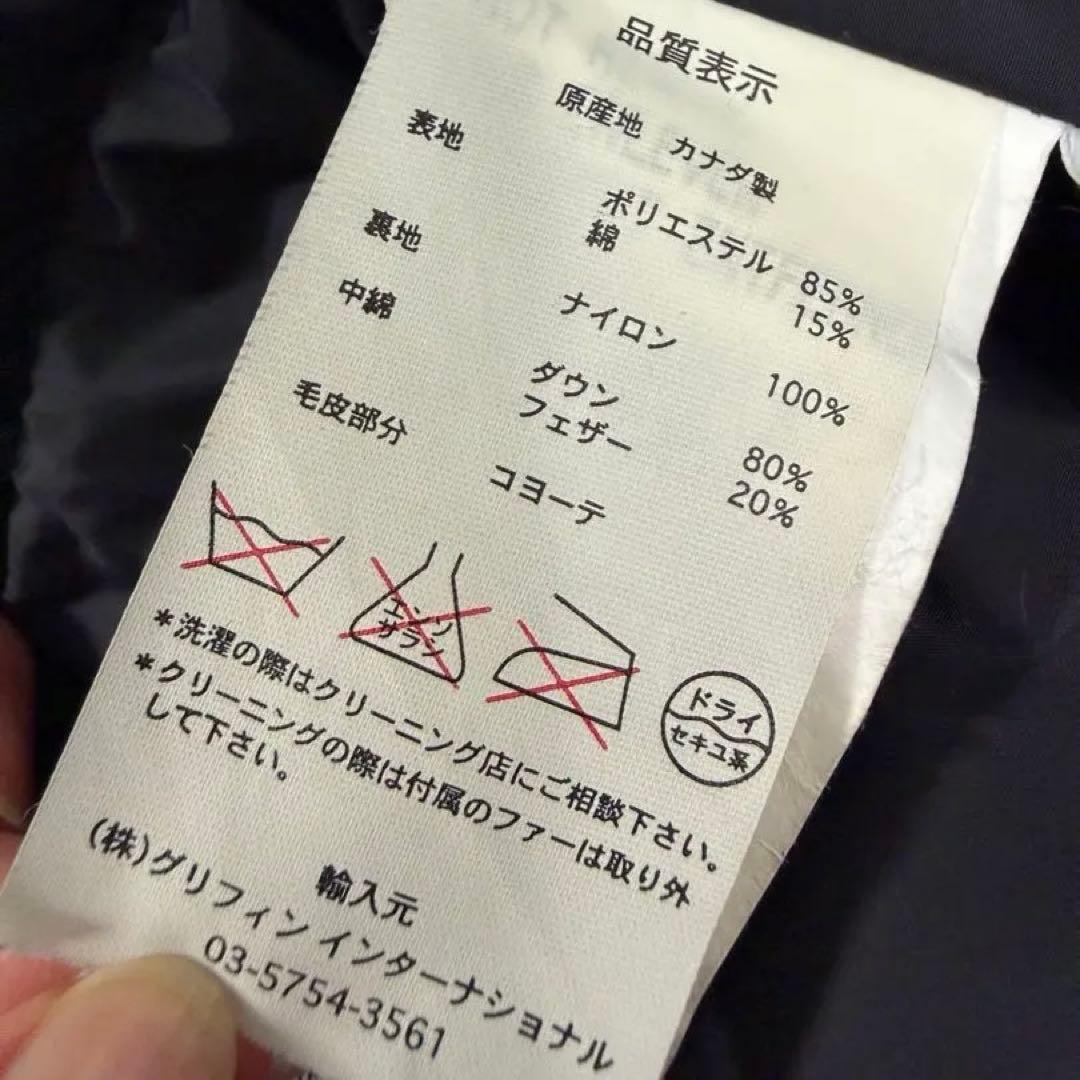 品質表示
原産地 カナダ製
表地 ポリエステル 85%
綿 15%
裏地 ナイロン 100%
中綿 ダウン 80%
フェザー 20%
毛皮部分 コヨーテ
エンソ
サラシ
ドライ
セキユ系
*洗濯の際はクリーニング店にご相談下さい。
*クリーニングの際は付属のファーは取り外
して下さい。
輸入元
(株)グリフィン インターナショナル
03-5754-3561